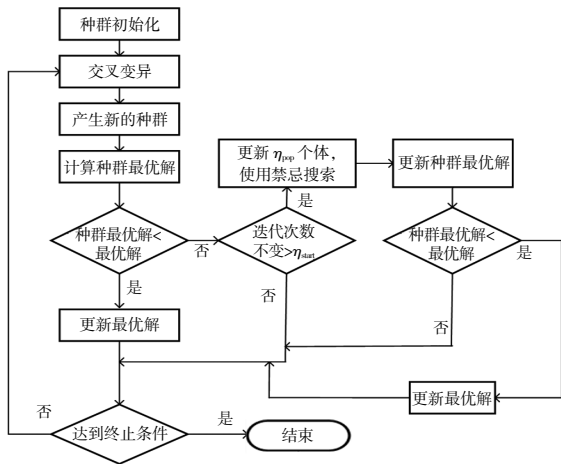 种群初始化
交叉变异
产生新的种群
计算种群最优解
更新 ηpop 个体，
使用禁忌搜索
更新种群最优解
是
种群最优解<
最优解
否
迭代次数
不变>ηstart
种群最优解<
最优解
是
是
否
否
更新最优解
更新最优解
否
达到终止条件
是
结束